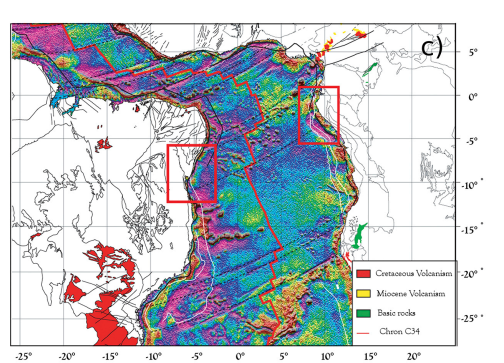 c)
5°
0°
-5°
-10°
-15°
-20°
-25°
Cretaceous Volcanism
Miocene Volcanism
Basic rocks
Chron C34
-25° -20° -15° -10° -5° 0° 5° 10° 15° 20°